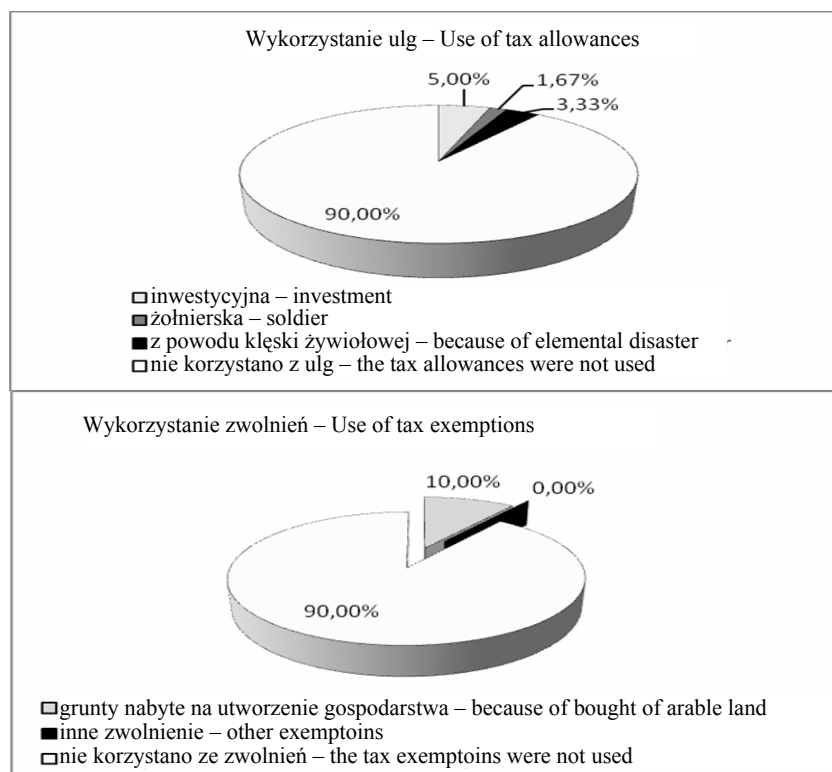 Wykorzystanie ulg – Use of tax allowances
5,00%
1,67%
3,33%
90,00%
inwestycyjna – investment
żołnierska – soldier
z powodu klęski żywiołowej – because of elemental disaster
nie korzystano z ulg – the tax allowances were not used
Wykorzystanie zwolnień – Use of tax exemptions
10,00%
0,00%
90,00%
grunty nabyte na utworzenie gospodarstwa – because of bought of arable land
inne zwolnienie – other exemptoins
nie korzystano ze zwolnień – the tax exemptoins were not used